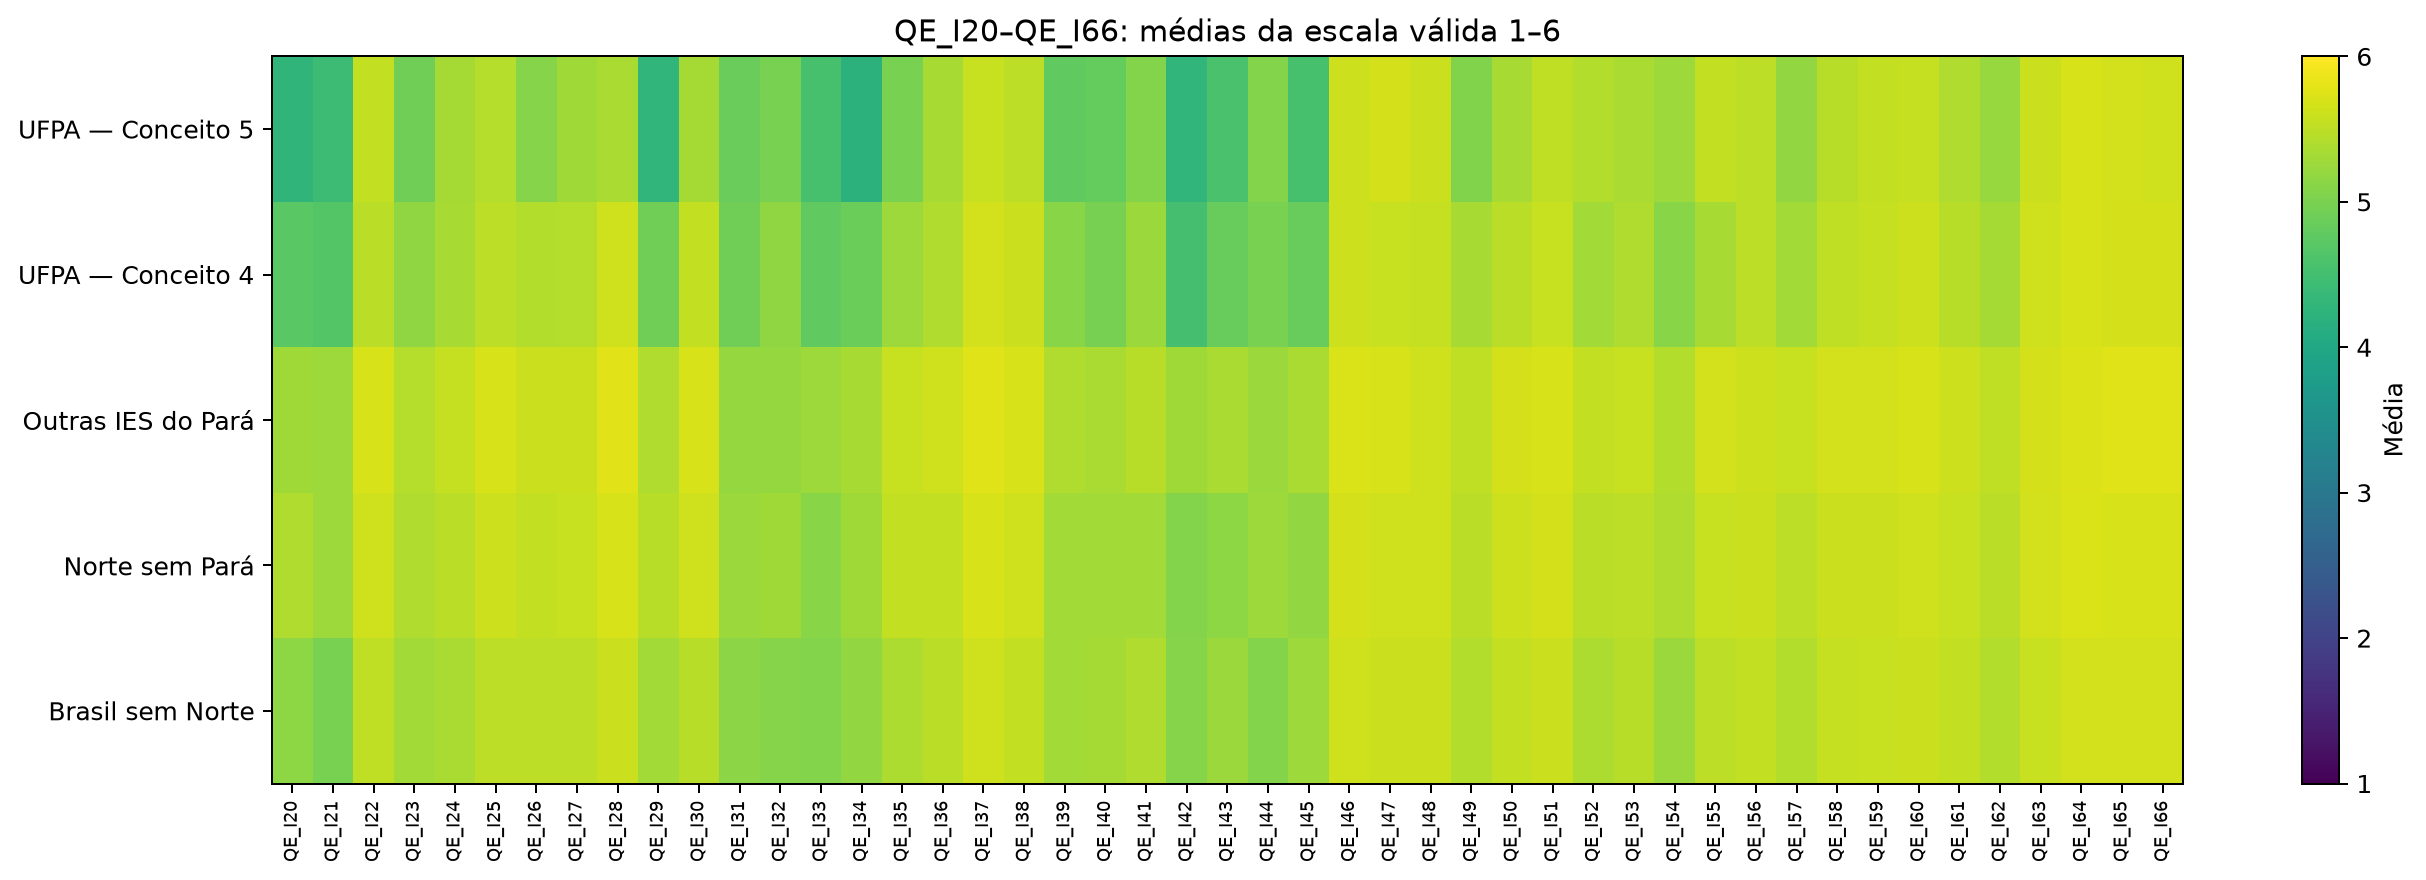 QE_I20–QE_I66: médias da escala válida 1–6
UFPA — Conceito 5
UFPA — Conceito 4
Outras IES do Pará
Norte sem Pará
Brasil sem Norte
QE_I20
QE_I21
QE_I22
QE_I23
QE_I24
QE_I25
QE_I26
QE_I27
QE_I28
QE_I29
QE_I30
QE_I31
QE_I32
QE_I33
QE_I34
QE_I35
QE_I36
QE_I37
QE_I38
QE_I39
QE_I40
QE_I41
QE_I42
QE_I43
QE_I44
QE_I45
QE_I46
QE_I47
QE_I48
QE_I49
QE_I50
QE_I51
QE_I52
QE_I53
QE_I54
QE_I55
QE_I56
QE_I57
QE_I58
QE_I59
QE_I60
QE_I61
QE_I62
QE_I63
QE_I64
QE_I65
QE_I66
6
5
4
3
2
1
Média